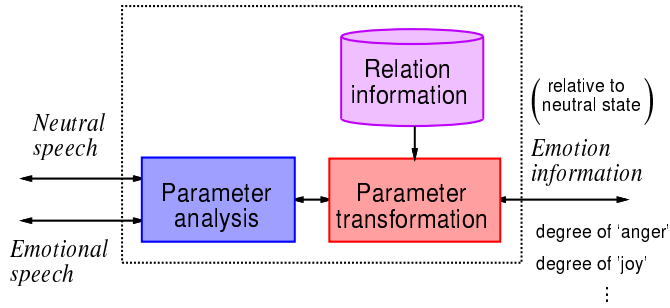 Relation
information
( relative to
neutral state )
Neutral
speech
Emotion
information
Parameter
analysis
Parameter
transformation
Emotional
speech
degree of ‘anger’
degree of ’joy’
⋮